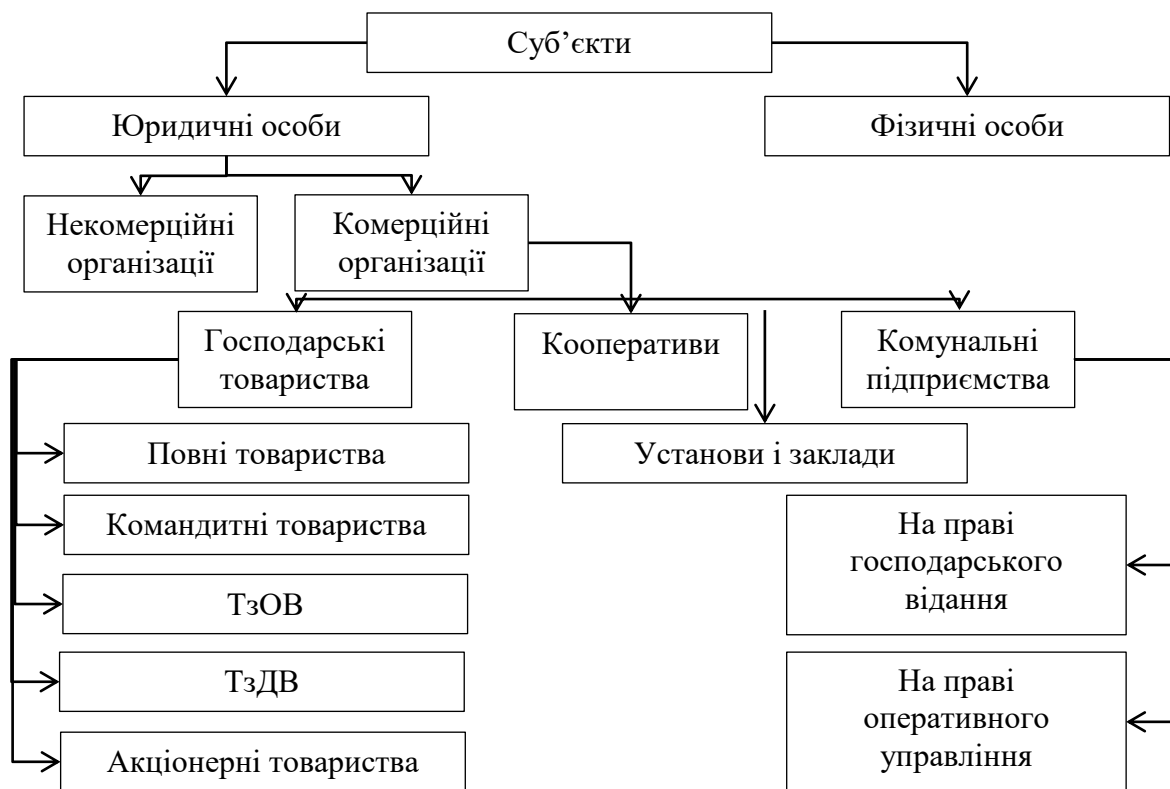 Суб’єкти
Юридичні особи
Фізичні особи
Некомерційні
організації
Комерційні
організації
Господарські
товариства
Кооперативи
Комунальні
підприємства
Повні товариства
Установи і заклади
Командитні товариства
ТзОВ
ТзДВ
Акціонерні товариства
На праві
господарського
відання
На праві
оперативного
управління